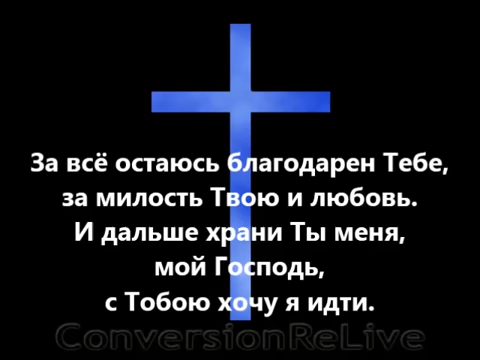 За всё остаюсь благодарен Тебе,
за милость Твою и любовь.
И дальше храни Ты меня,
мой Господь,
с Тобою хочу я идти.
ConversionReLive